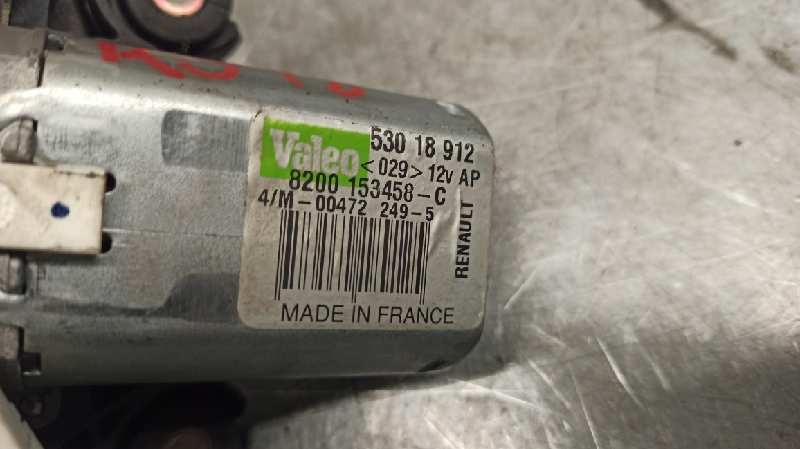 Valeo
530 18 912
<029> 12v AP
8200 153458-C
4/M-00472 249-5
RENAULT
MADE IN FRANCE